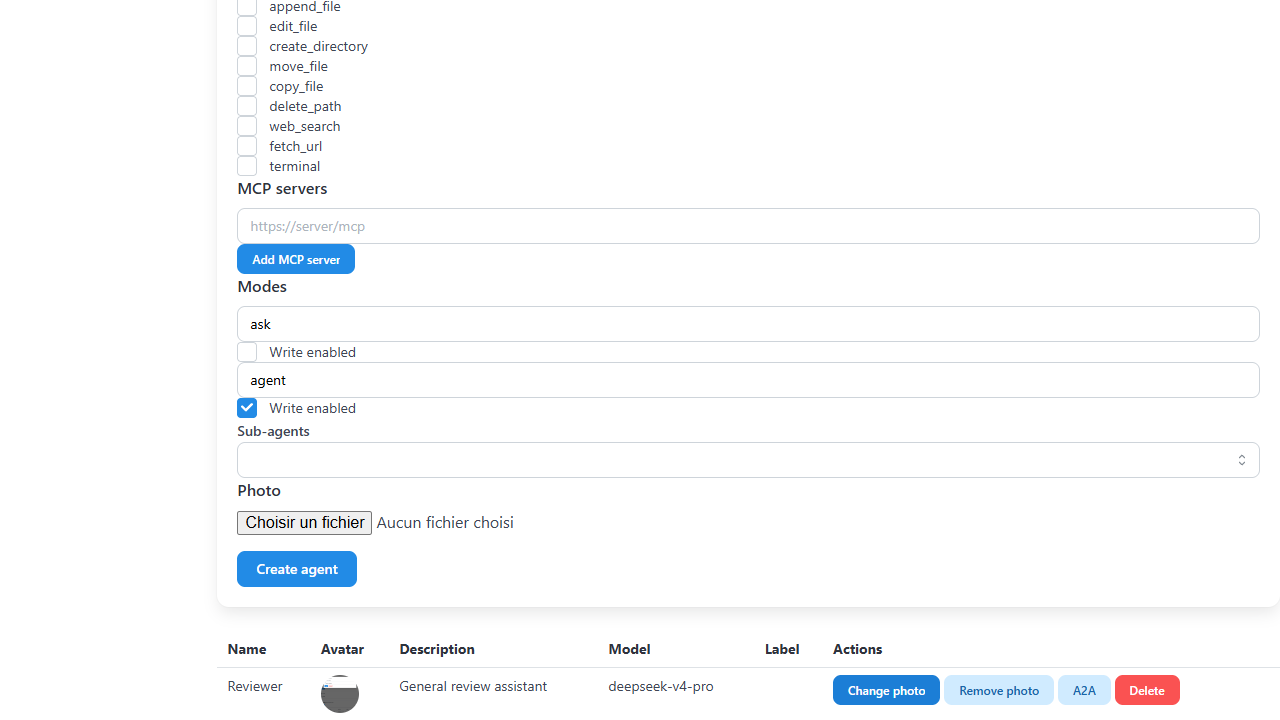 append_file
edit_file
create_directory
move_file
copy_file
delete_path
web_search
fetch_url
terminal
MCP servers
https://server/mcp
Add MCP server
Modes
ask
Write enabled
agent
Write enabled
Sub-agents
Photo
Choisir un fichier Aucun fichier choisi
Create agent
Name Avatar Description Model Label Actions
Reviewer General review assistant deepseek-v4-pro Change photo Remove photo A2A Delete